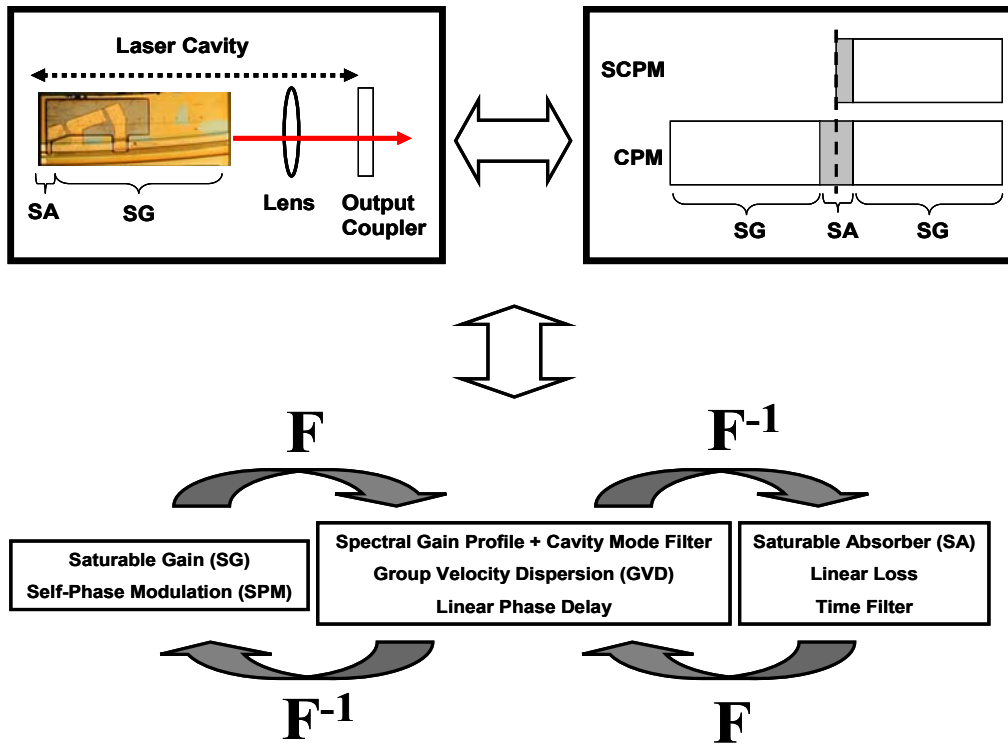 Laser Cavity
SA
SG
Lens
Output
Coupler
SCPM
CPM
SG
SA
SG
F
F-1
Saturable Gain (SG)
Self-Phase Modulation (SPM)
Spectral Gain Profile + Cavity Mode Filter
Group Velocity Dispersion (GVD)
Linear Phase Delay
Saturable Absorber (SA)
Linear Loss
Time Filter
F-1
F